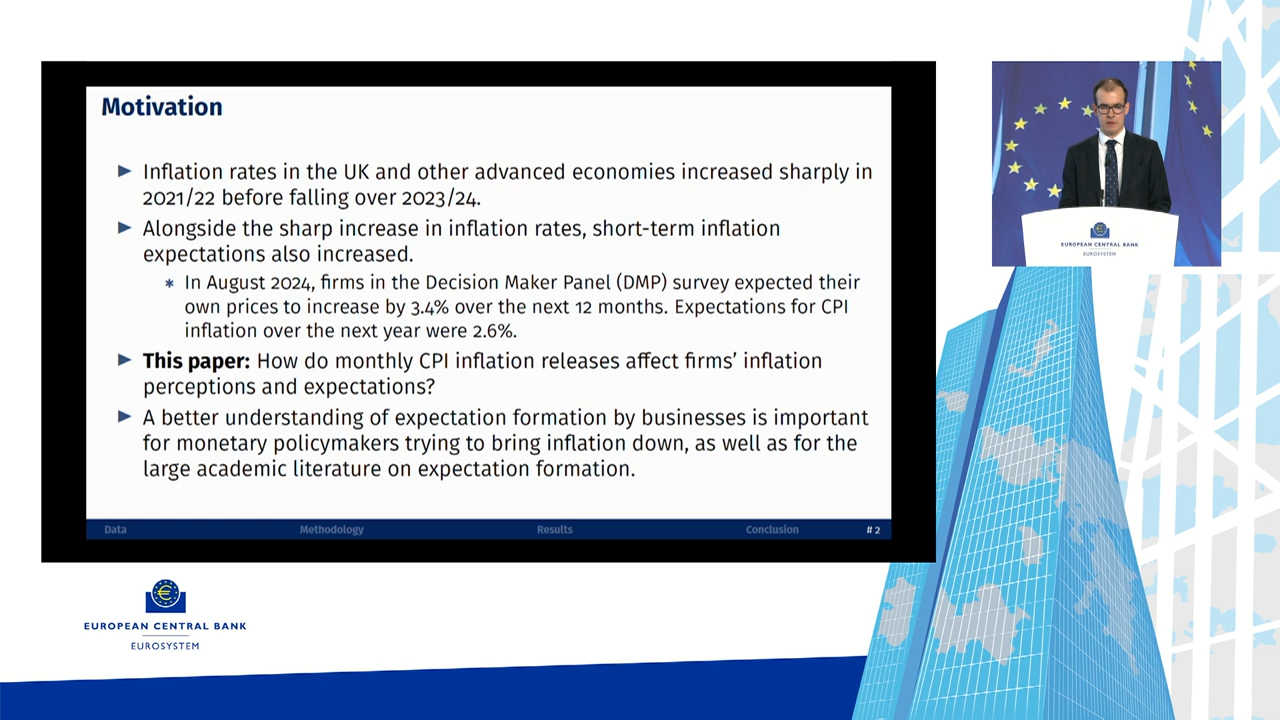 Motivation
Inflation rates in the UK and other advanced economies increased sharply in
2021/22 before falling over 2023/24.
Alongside the sharp increase in inflation rates, short-term inflation
expectations also increased.
* In August 2024, firms in the Decision Maker Panel (DMP) survey expected their
own prices to increase by 3.4% over the next 12 months. Expectations for CPI
inflation over the next year were 2.6%.
This paper: How do monthly CPI inflation releases affect firms’ inflation
perceptions and expectations?
A better understanding of expectation formation by businesses is important
for monetary policymakers trying to bring inflation down, as well as for the
large academic literature on expectation formation.
Data Methodology Results Conclusion # 2
EUROPEAN CENTRAL BANK
EUROSYSTEM
EUROPEAN CENTRAL BANK
EUROSYSTEM